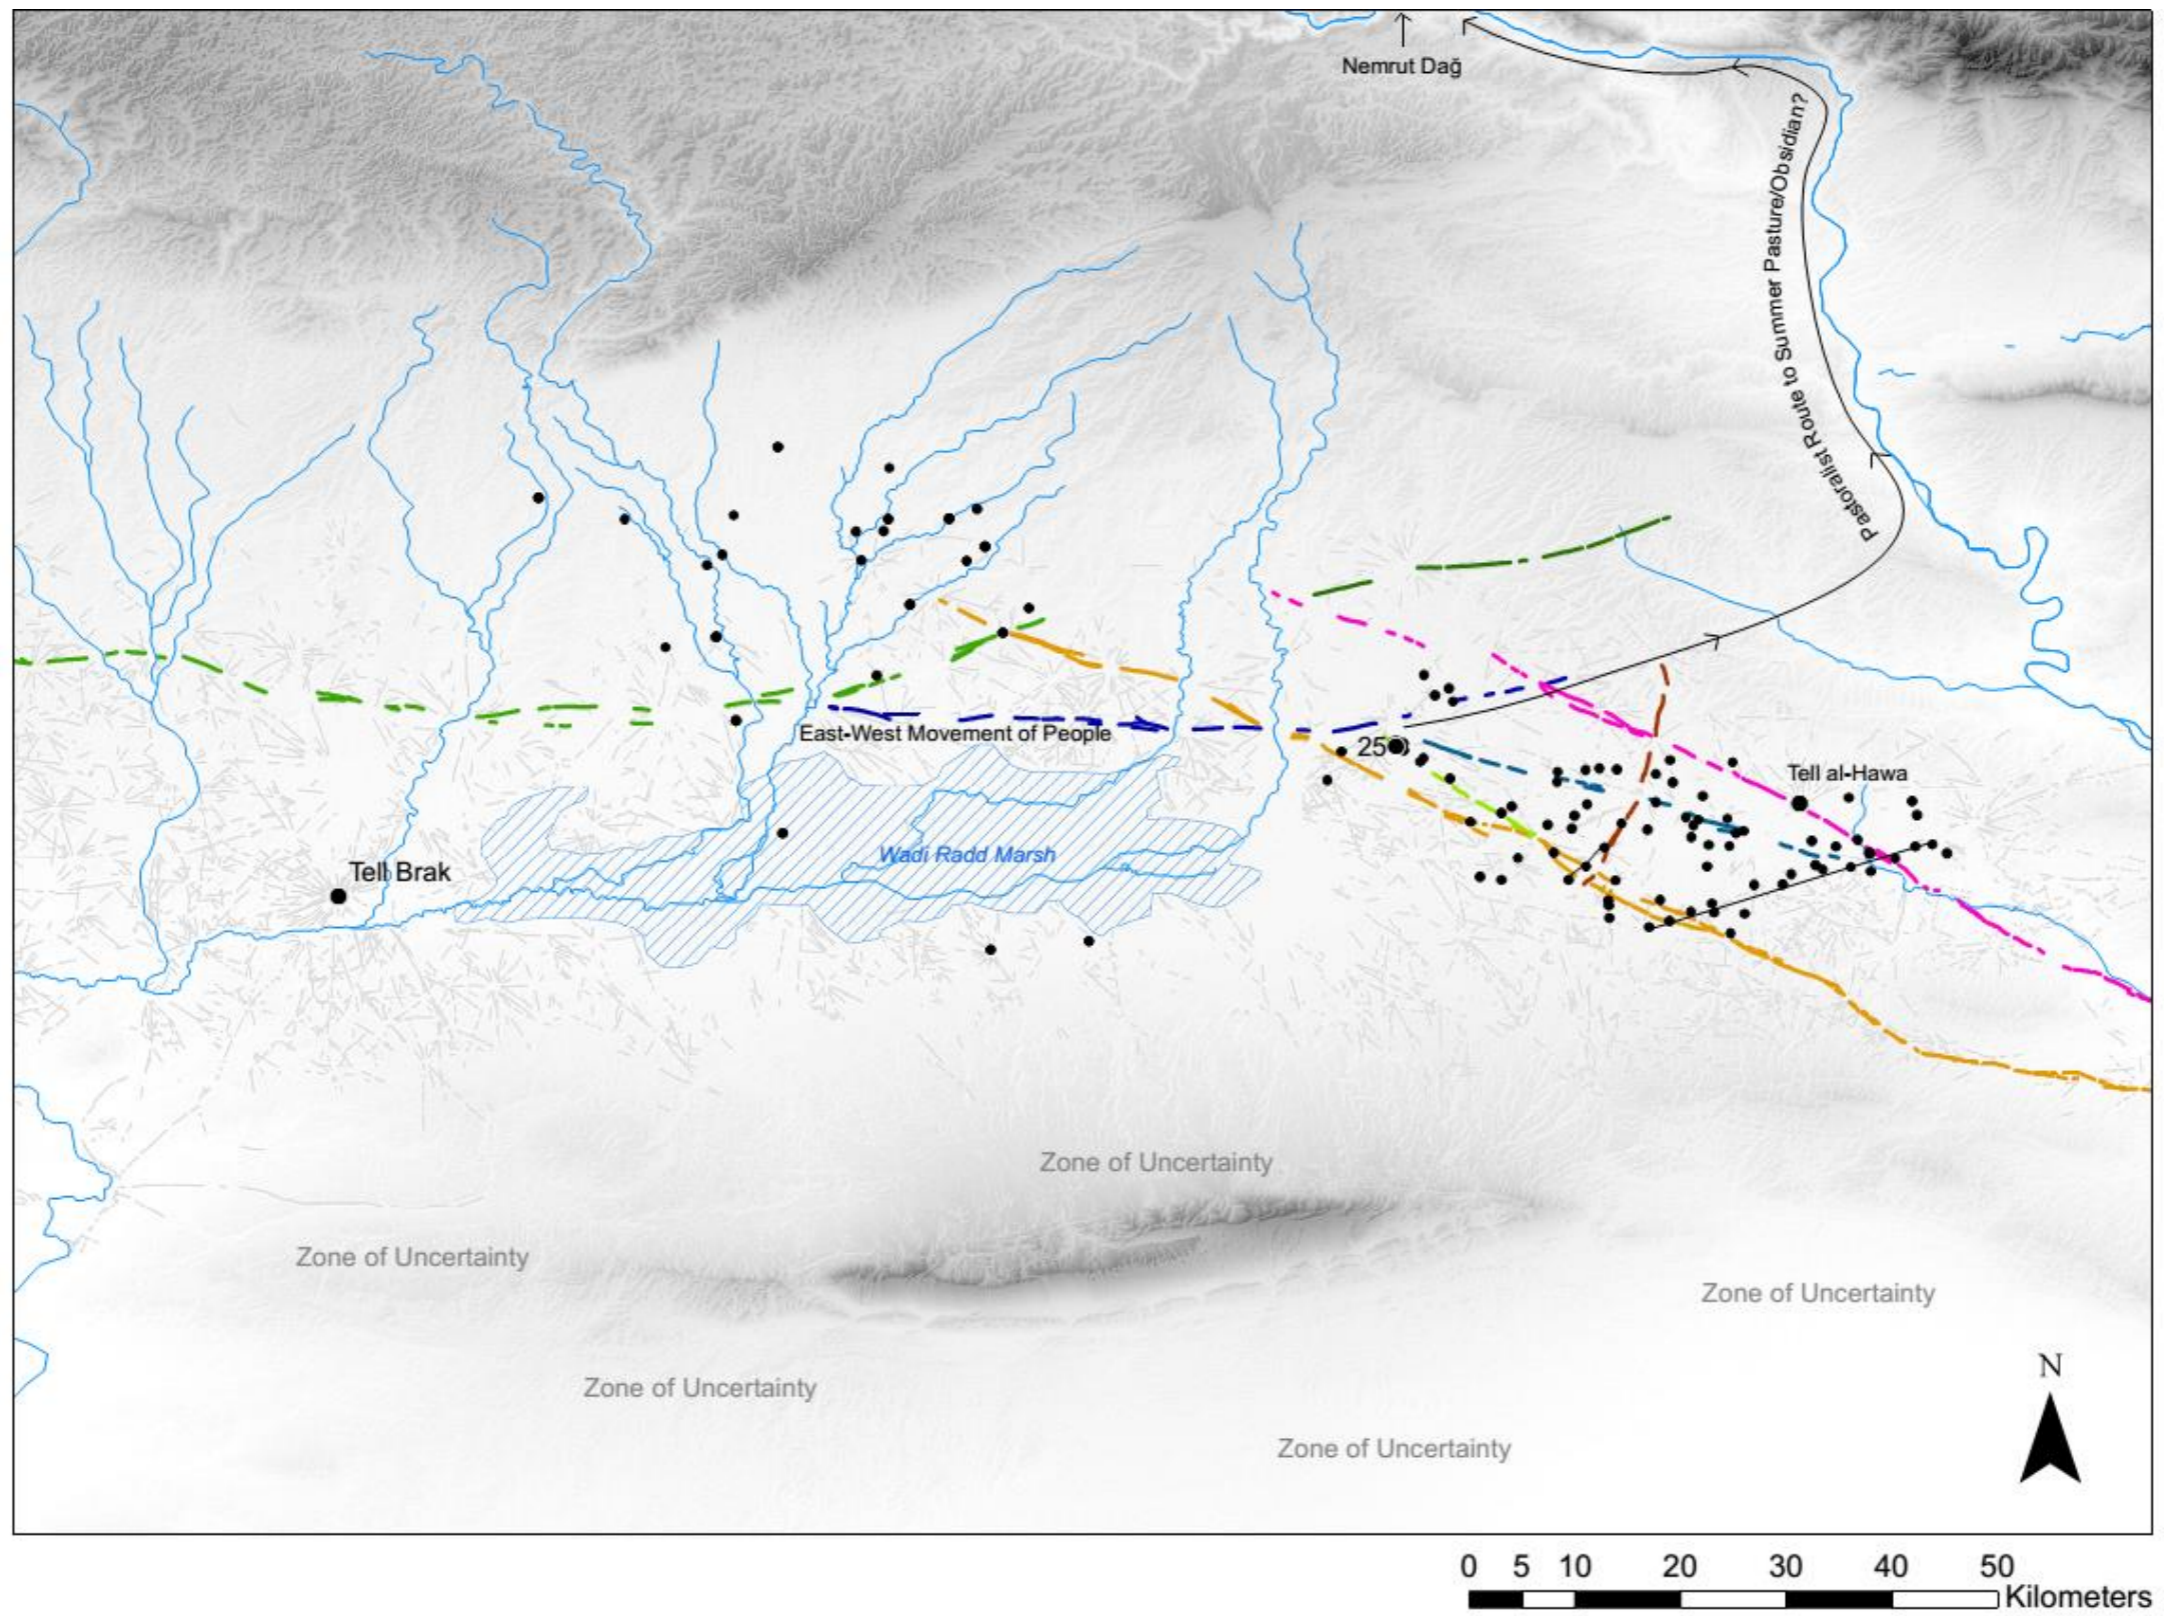 Nemrut Dağ
Pastoralist Route to Summer Pasture/Obsidian?
East-West Movement of People
Tell al-Hawa
Wadi Radd Marsh
Tell Brak
Zone of Uncertainty
Zone of Uncertainty
Zone of Uncertainty
Zone of Uncertainty
Zone of Uncertainty
N
0 5 10 20 30 40 50
Kilometers